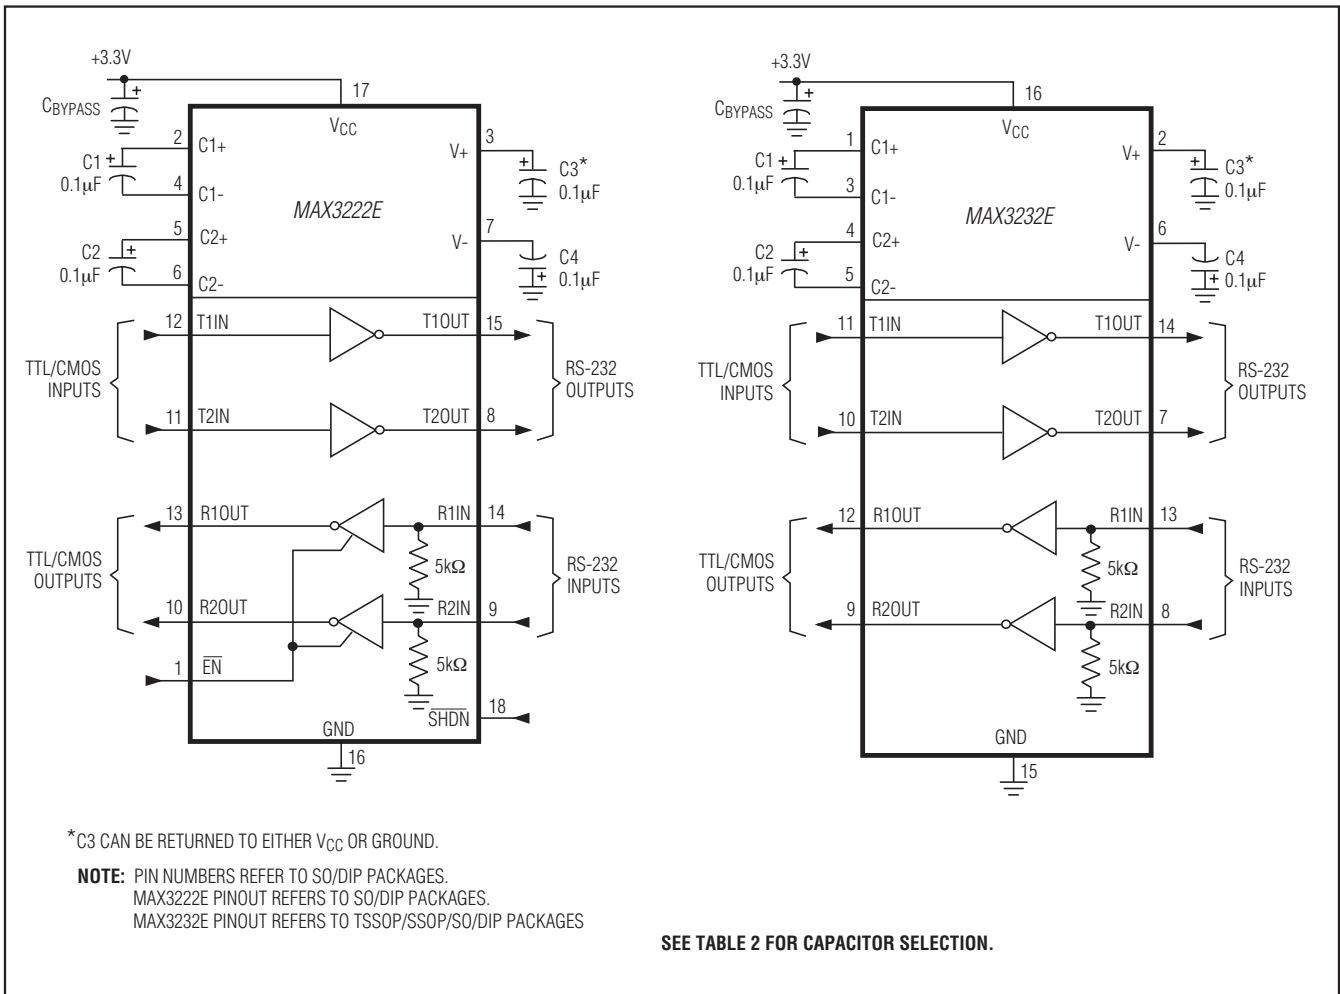 +3.3V
CBYPASS
+
17
VCC
2
C1+
C1
+
0.1µF
4
C1-
3
V+
+
C3*
0.1µF
MAX3222E
5
C2+
C2
+
0.1µF
6
C2-
7
V-
C4
+
0.1µF
12
T1IN
T1OUT
15
TTL/CMOS
INPUTS
RS-232
OUTPUTS
11
T2IN
T2OUT
8
13
R1OUT
R1IN
14
5kΩ
TTL/CMOS
OUTPUTS
RS-232
INPUTS
10
R2OUT
R2IN
9
5kΩ
1
EN
SHDN
18
GND
16
+3.3V
CBYPASS
+
16
VCC
1
C1+
C1
+
0.1µF
3
C1-
2
V+
+
C3*
0.1µF
MAX3232E
4
C2+
C2
+
0.1µF
5
C2-
6
V-
C4
+
0.1µF
11
T1IN
T1OUT
14
TTL/CMOS
INPUTS
RS-232
OUTPUTS
10
T2IN
T2OUT
7
12
R1OUT
R1IN
13
5kΩ
TTL/CMOS
OUTPUTS
RS-232
INPUTS
9
R2OUT
R2IN
8
5kΩ
GND
15
*C3 CAN BE RETURNED TO EITHER VCC OR GROUND.
NOTE: PIN NUMBERS REFER TO SO/DIP PACKAGES.
MAX3222E PINOUT REFERS TO SO/DIP PACKAGES.
MAX3232E PINOUT REFERS TO TSSOP/SSOP/SO/DIP PACKAGES
SEE TABLE 2 FOR CAPACITOR SELECTION.